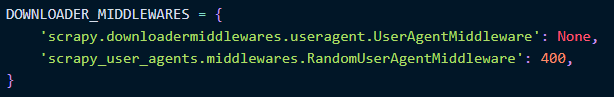 DOWNLOADER_MIDDLEWARES = {
    'scrapy.downloadermiddlewares.useragent.UserAgentMiddleware': None,
    'scrapy_user_agents.middlewares.RandomUserAgentMiddleware': 400,
}